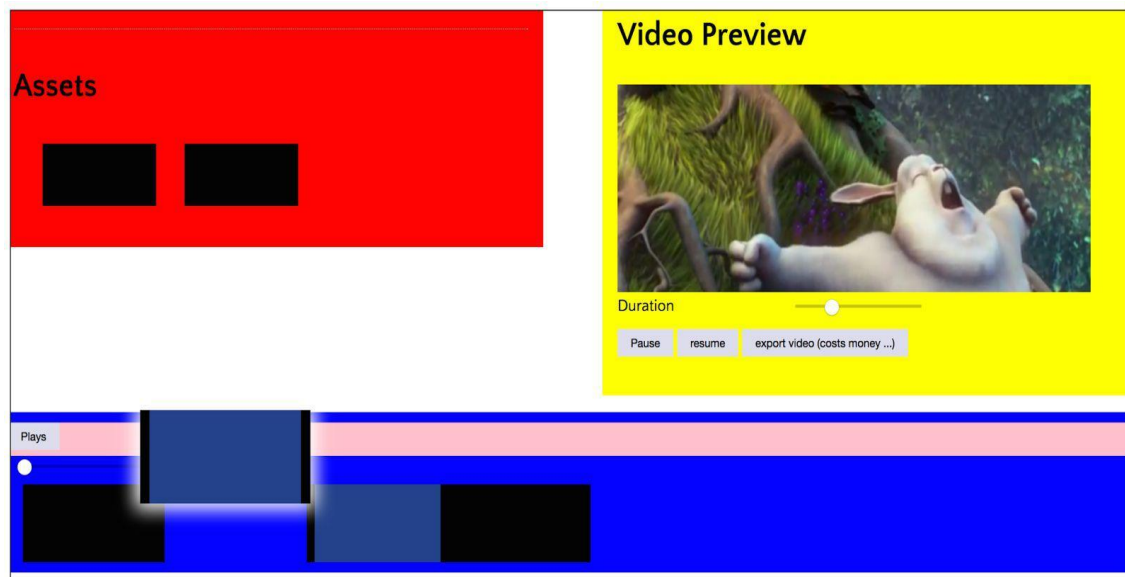 Assets
Video Preview
Duration
Pause
resume
export video (costs money ...)
Plays